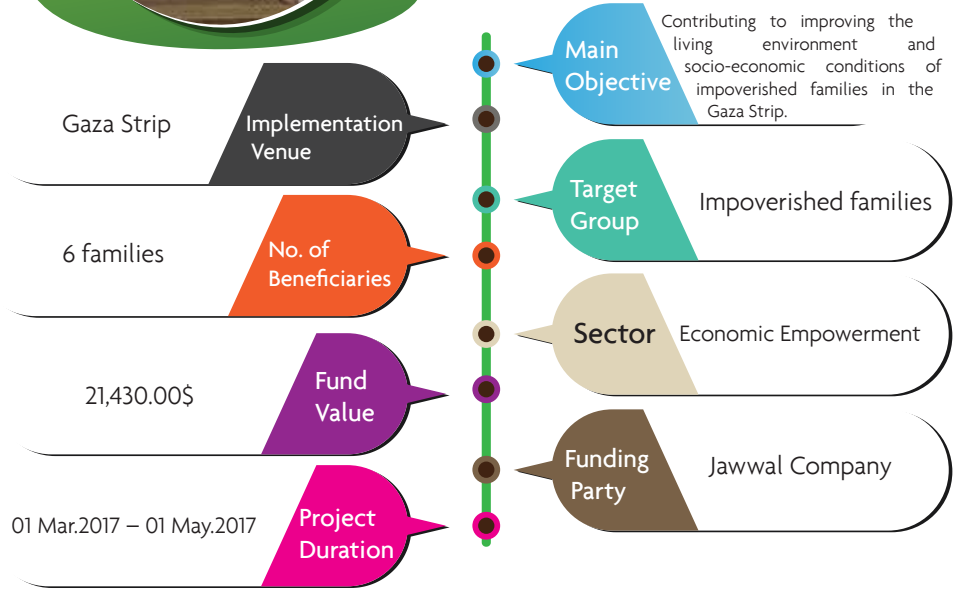 Main
Objective
Contributing to improving the
living environment and
socio-economic conditions of
impoverished families in the
Gaza Strip.
Gaza Strip
Implementation
Venue
Target
Group
Impoverished families
6 families
No. of
Beneficiaries
Sector
Economic Empowerment
21,430.00$
Fund
Value
Funding
Party
Jawwal Company
01 Mar.2017 – 01 May.2017
Project
Duration